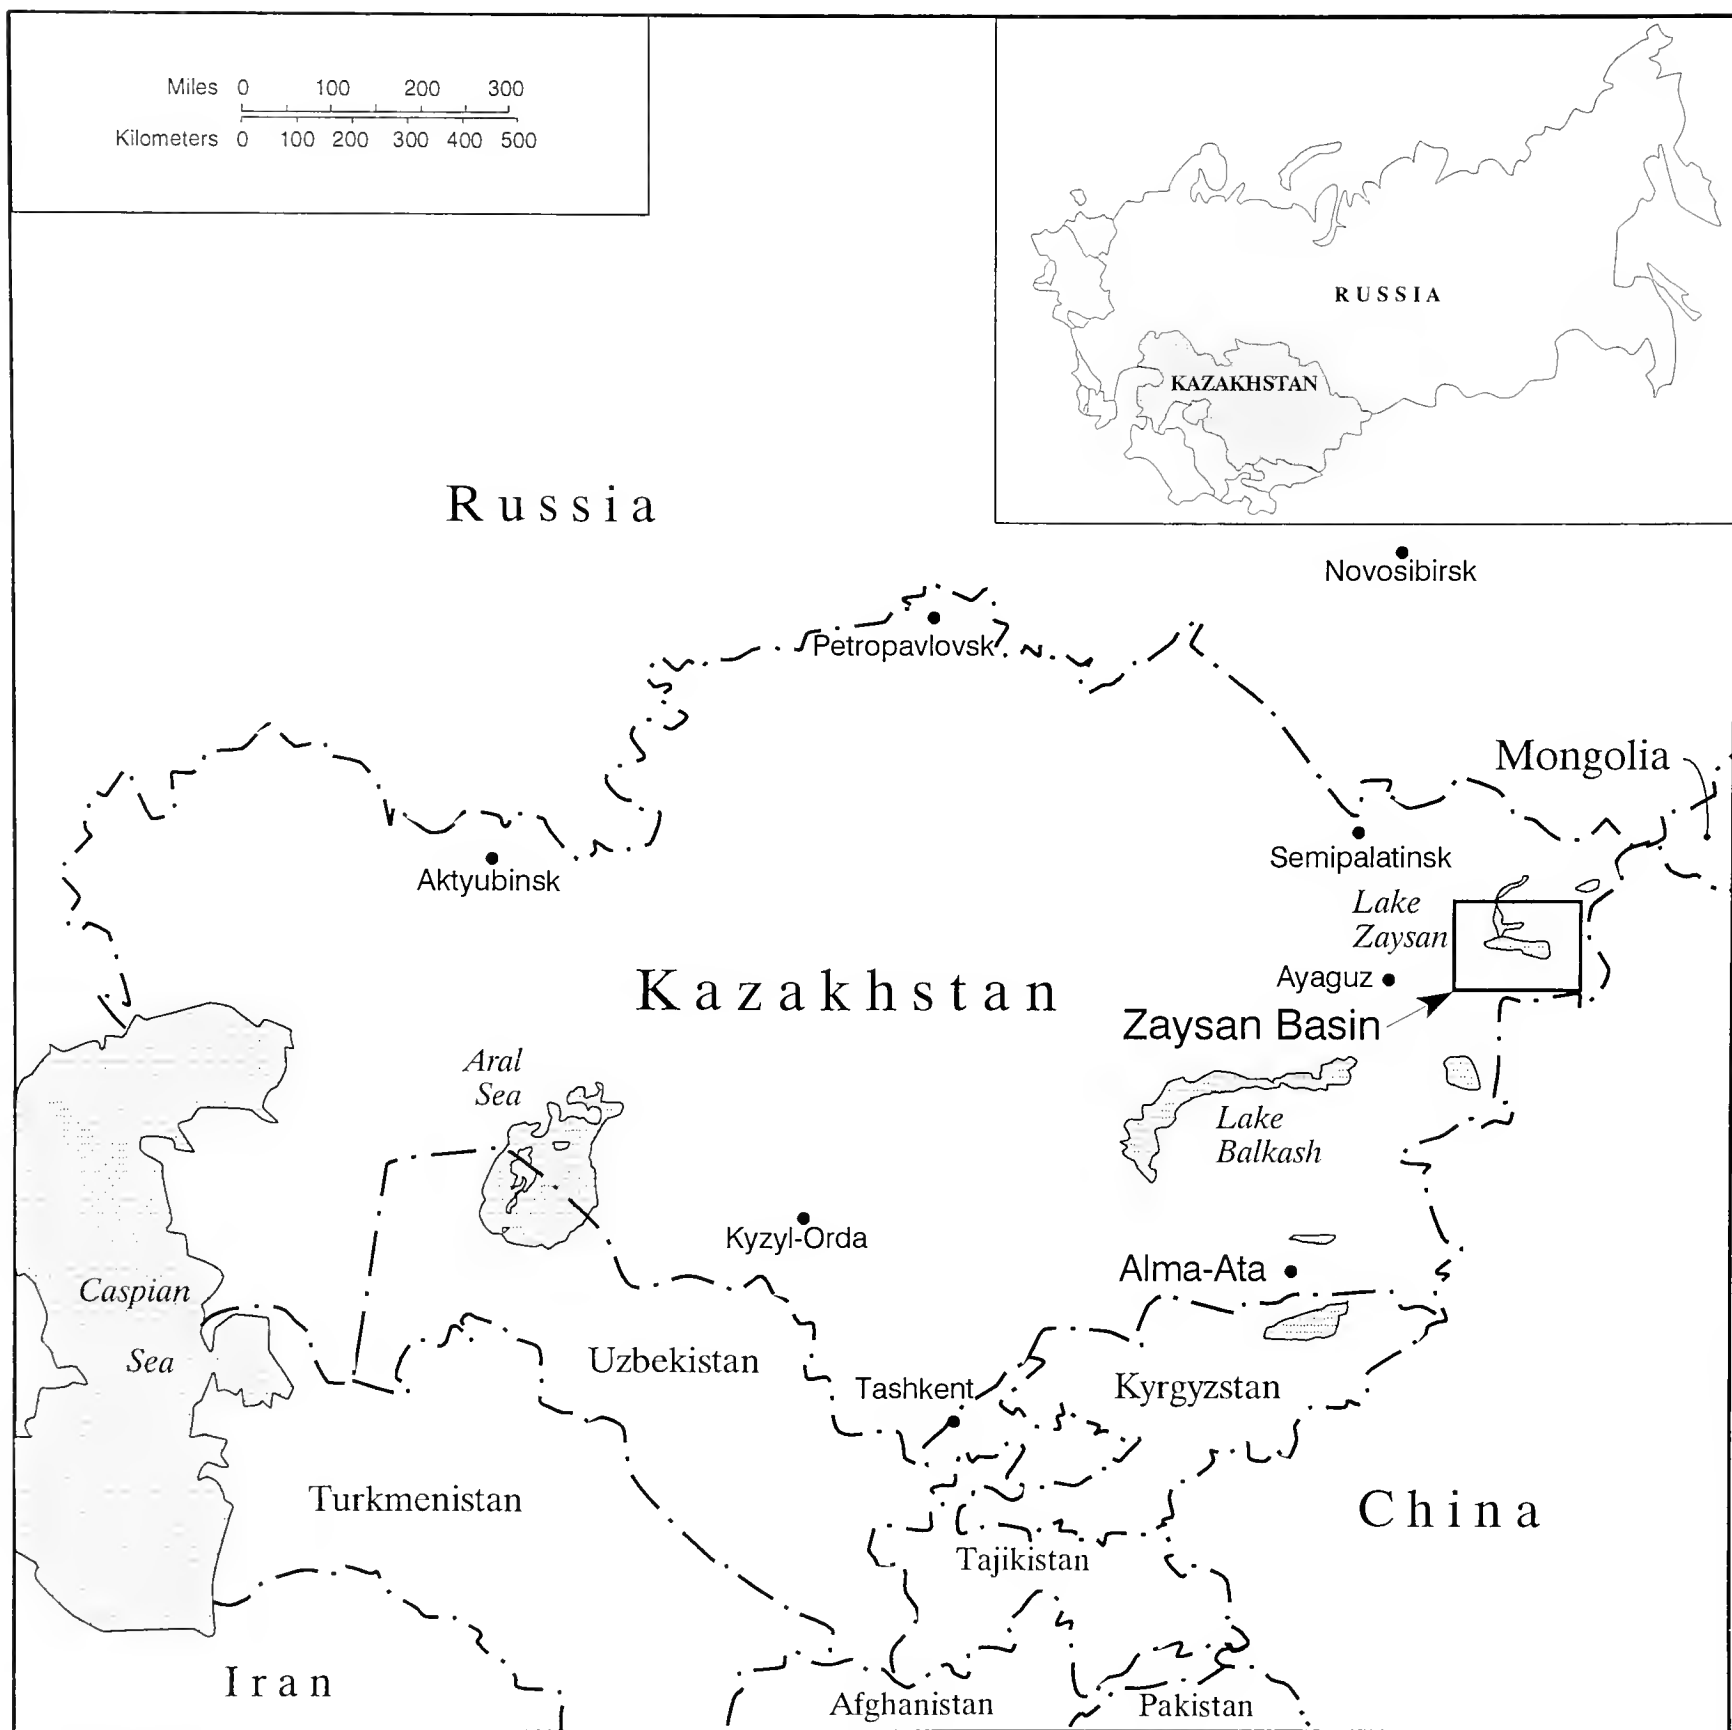 Miles 0 100 200 300
Kilometers 0 100 200 300 400 500
RUSSIA
KAZAKHSTAN
Russia
Novosibirsk
Petropavlovsk
Mongolia
Semipalatinsk
Aktyubinsk
Lake
Zaysan
Ayaguz
Kazakhstan
Zaysan Basin
Aral
Sea
Lake
Balkash
Kyzyl-Orda
Alma-Ata
Caspian
Sea
Uzbekistan
Tashkent
Kyrgyzstan
Turkmenistan
China
Tajikistan
Iran
Afghanistan
Pakistan